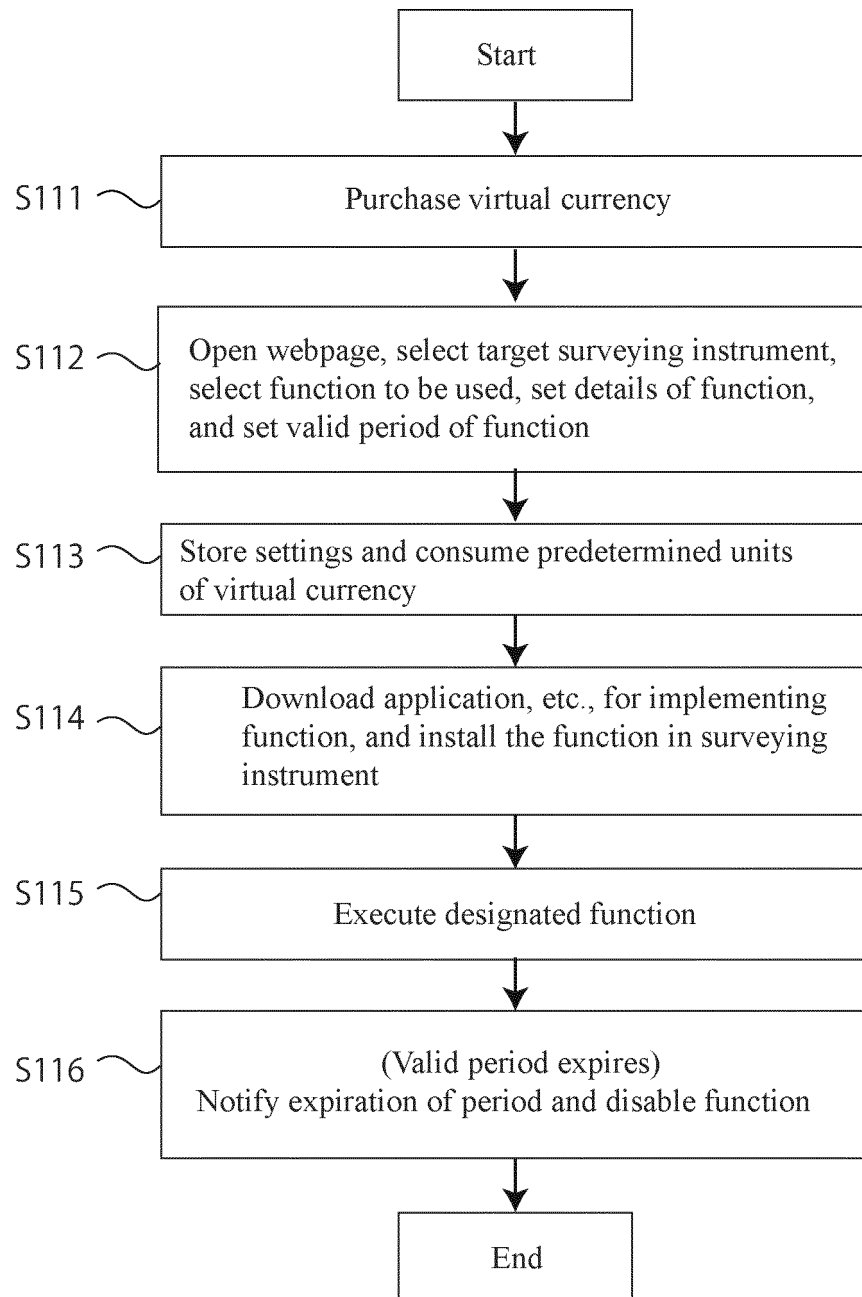 Start
S111
Purchase virtual currency
S112
Open webpage, select target surveying instrument,
select function to be used, set details of function,
and set valid period of function
S113
Store settings and consume predetermined units
of virtual currency
S114
Download application, etc., for implementing
function, and install the function in surveying
instrument
S115
Execute designated function
S116
(Valid period expires)
Notify expiration of period and disable function
End